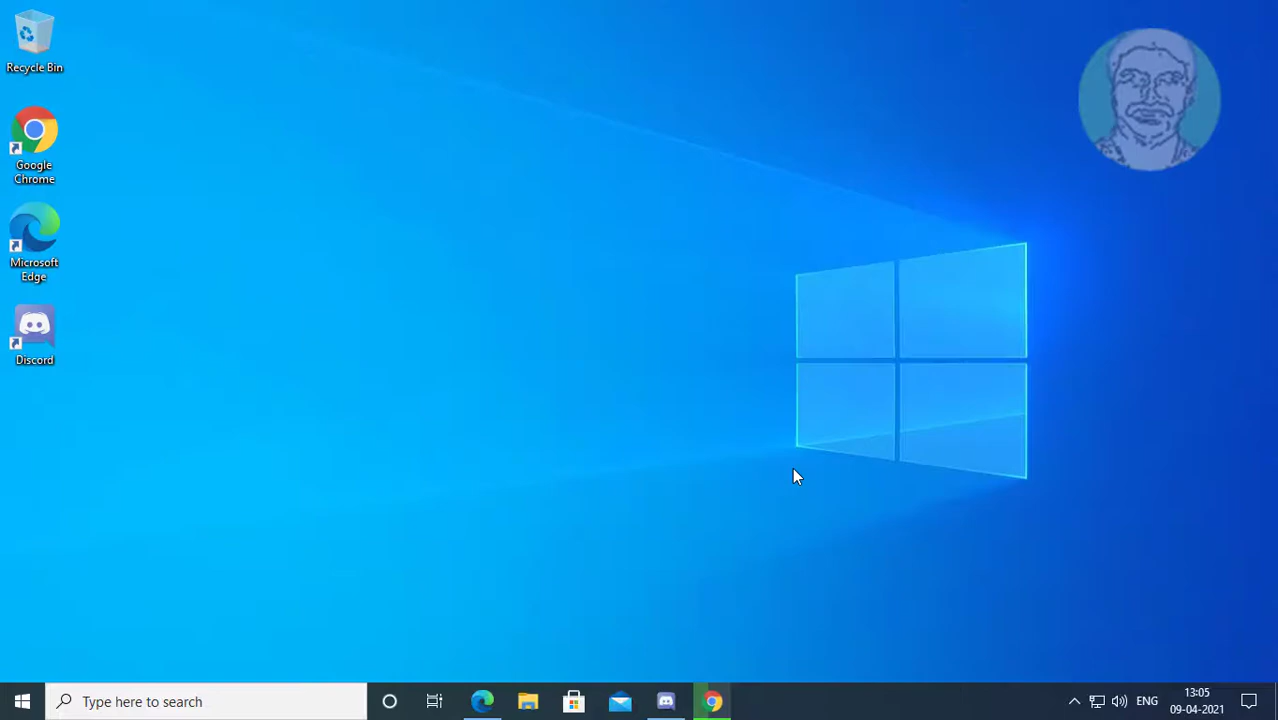 Recycle Bin
Google
Chrome
Microsoft
Edge
Discord
Type here to search
ENG
13:05
09-04-2021